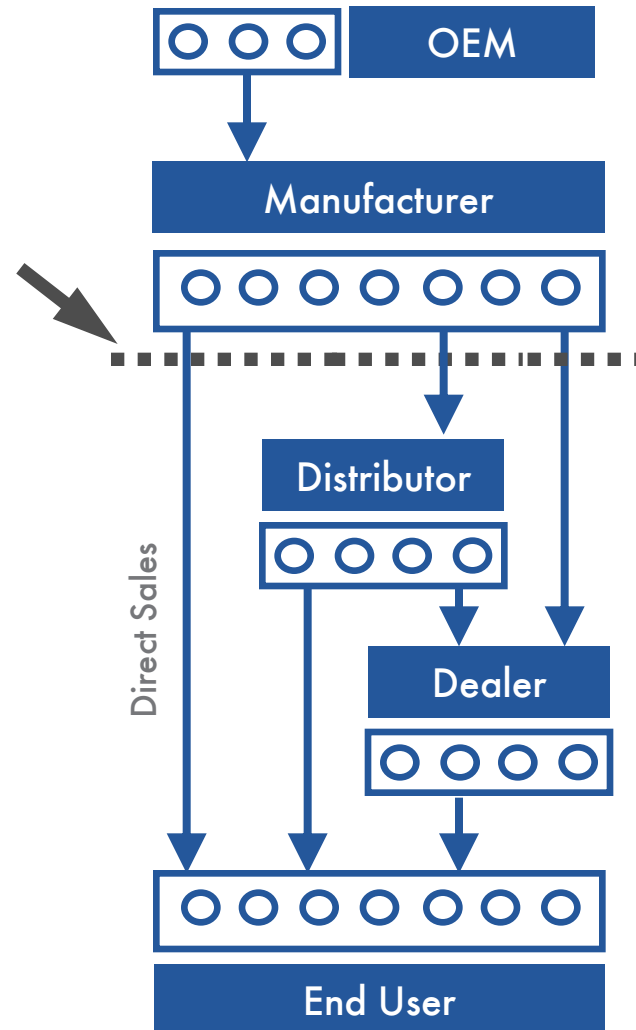 OEM
Manufacturer
Distributor
Direct Sales
Dealer
End User